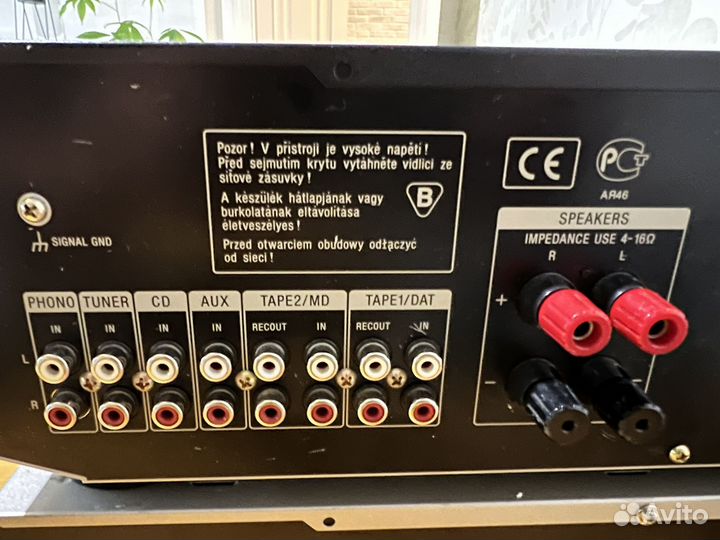 Pozor! V přístroji je vysoké napětí!
Před sejmutím krytu vytáhněte vidlici ze
síťové zásuvky!
A készülék hátlapjának vagy
burkolatának eltávolítása
életveszélyes!
Przed otwarciem obudowy odłączyć
od sieci!
B
CE
PCT
AR46
SIGNAL GND
SPEAKERS
IMPEDANCE USE 4-16Ω
R L
+
- -
PHONO TUNER CD AUX TAPE2/MD TAPE1/DAT
IN IN IN IN RECOUT IN RECOUT IN
L
R
Avito